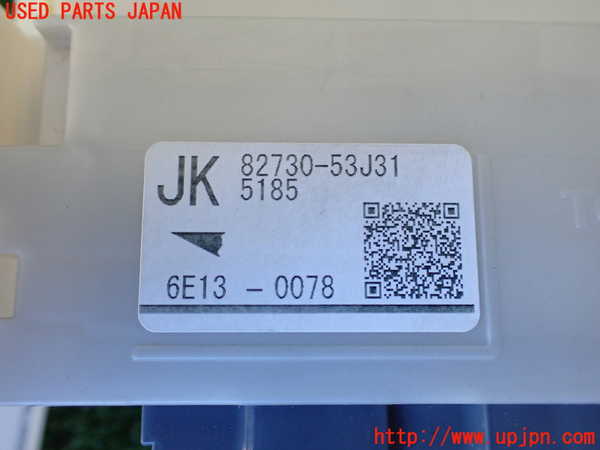 USED PARTS JAPAN
JK
82730-53J31
5185
6E13 - 0078
http://www.upjpn.com/